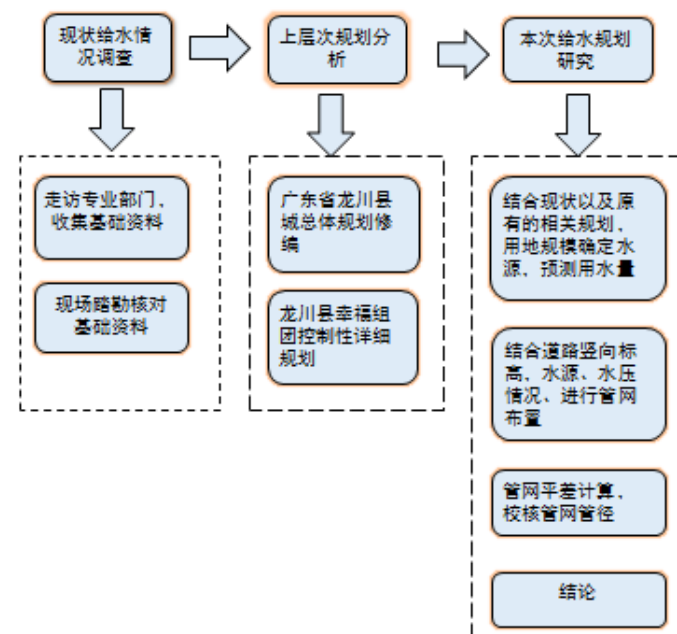 现状给水情
况调查
上层次规划分
析
本次给水规划
研究
走访专业部门，
收集基础资料
现场踏勘核对
基础资料
广东省龙川县
城总体规划修
编
龙川县幸福组
团控制性详细
规划
结合现状以及原
有的相关规划，
用地规模确定水
源，预测用水量
结合道路竖向标
高，水源、水压
情况、进行管网
布置
管网平差计算，
校核管网管径
结论